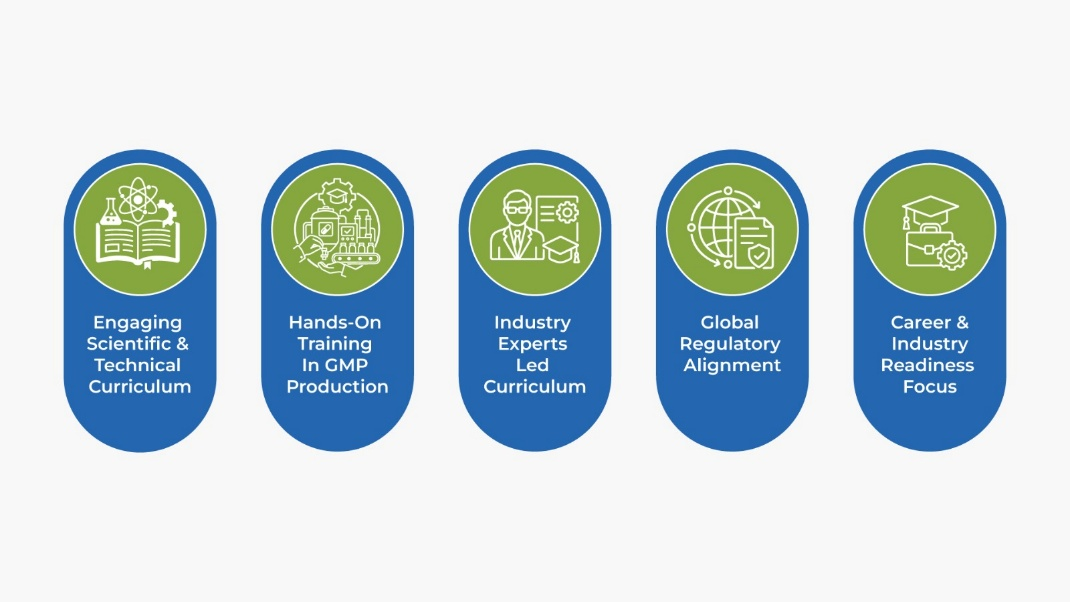 Engaging
Scientific &
Technical
Curriculum
Hands-On
Training
In GMP
Production
Industry
Experts
Led
Curriculum
Global
Regulatory
Alignment
Career &
Industry
Readiness
Focus